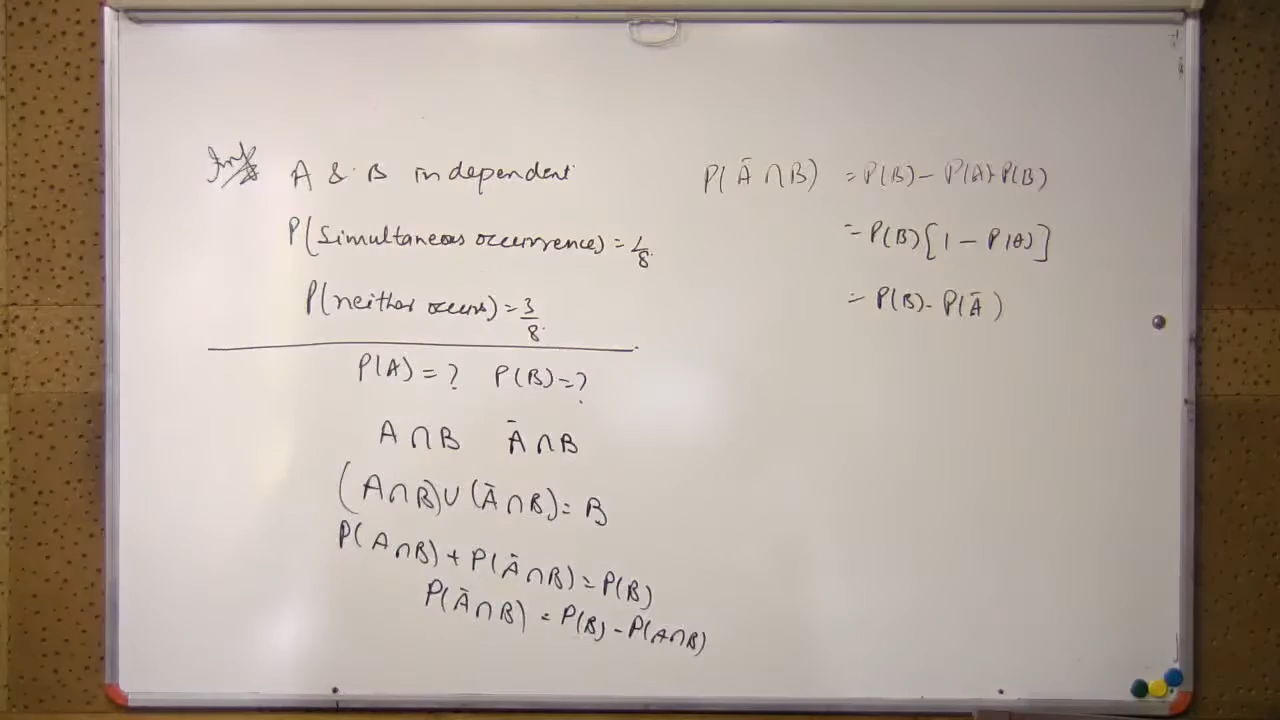 A & B independent
P(Simultaneous occurrence) = 1/8.
P(neither occurs) = 3/8.
P(A) = ? P(B) = ?
A ∩ B Ā ∩ B
(A∩B) ∪ (Ā∩B) = B
P(A∩B) + P(Ā∩B) = P(B)
P(Ā∩B) = P(B) - P(A∩B)
P(Ā∩B) = P(B) - P(A) P(B)
= P(B)[1 - P(A)]
= P(B). P(Ā)